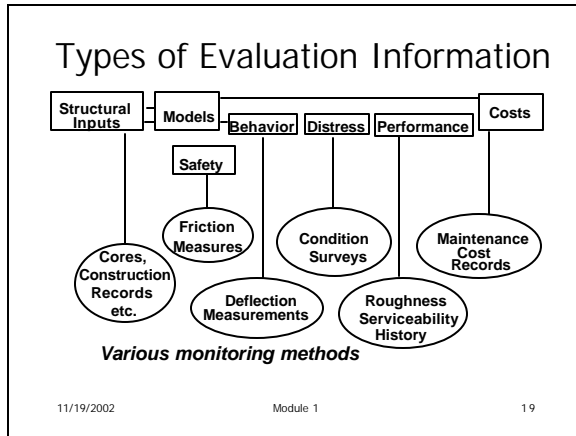 Types of Evaluation Information
Structural
Inputs
Models
Behavior
Distress
Performance
Costs
Safety
Friction
Measures
Cores,
Construction
Records
etc.
Condition
Surveys
Maintenance
Cost
Records
Deflection
Measurements
Roughness
Serviceability
History
Various monitoring methods
11/19/2002
Module 1
19